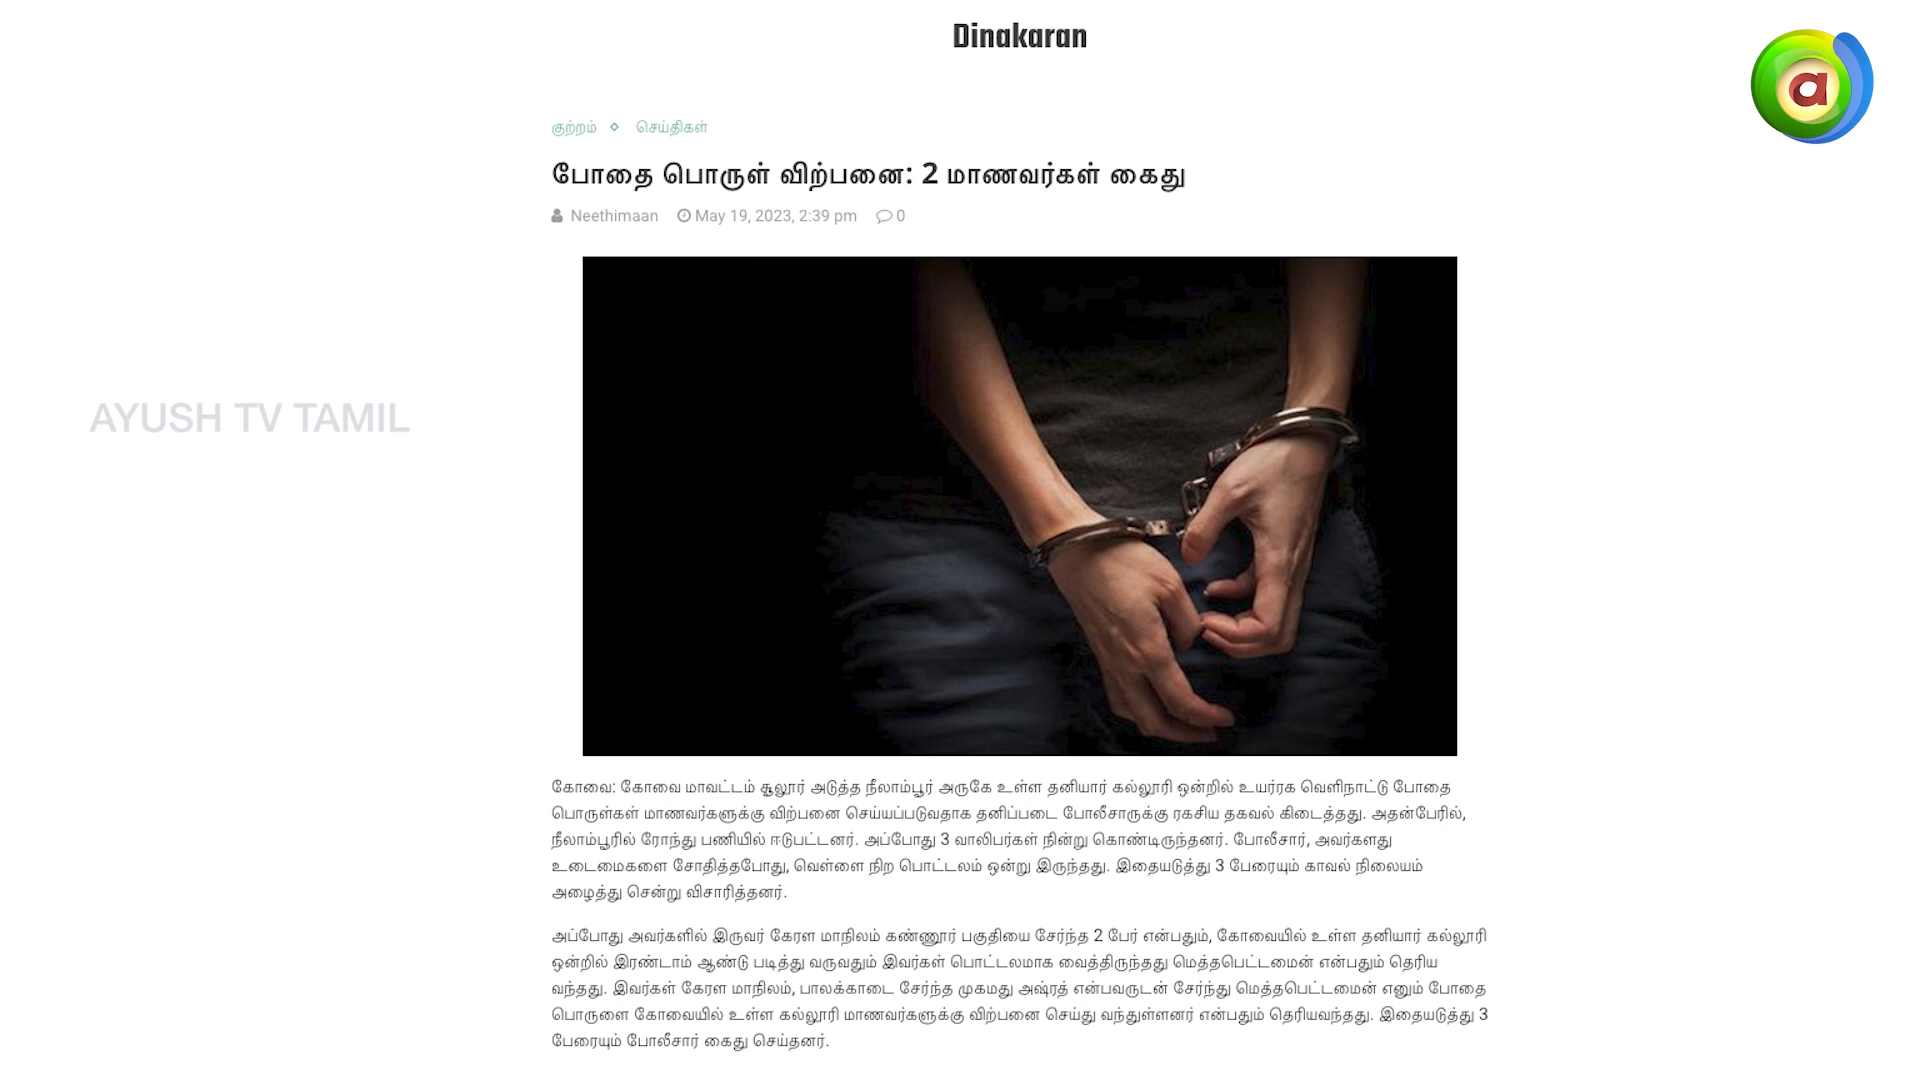 Dinakaran
a
குற்றம் ◇ செய்திகள்
போதை பொருள் விற்பனை: 2 மாணவர்கள் கைது
Neethimaan May 19, 2023, 2:39 pm 0
AYUSH TV TAMIL
கோவை: கோவை மாவட்டம் சூலூர் அடுத்த நீலாம்பூர் அருகே உள்ள தனியார் கல்லூரி ஒன்றில் உயர்ரக வெளிநாட்டு போதை
பொருள்கள் மாணவர்களுக்கு விற்பனை செய்யப்படுவதாக தனிப்படை போலீசாருக்கு ரகசிய தகவல் கிடைத்தது. அதன்பேரில்,
நீலாம்பூரில் ரோந்து பணியில் ஈடுபட்டனர். அப்போது 3 வாலிபர்கள் நின்று கொண்டிருந்தனர். போலீசார், அவர்களது
உடைமைகளை சோதித்தபோது, வெள்ளை நிற பொட்டலம் ஒன்று இருந்தது. இதையடுத்து 3 பேரையும் காவல் நிலையம்
அழைத்து சென்று விசாரித்தனர்.
அப்போது அவர்களில் இருவர் கேரள மாநிலம் கண்ணூர் பகுதியை சேர்ந்த 2 பேர் என்பதும், கோவையில் உள்ள தனியார் கல்லூரி
ஒன்றில் இரண்டாம் ஆண்டு படித்து வருவதும் இவர்கள் பொட்டலமாக வைத்திருந்தது மெத்தபெட்டமைன் என்பதும் தெரிய
வந்தது. இவர்கள் கேரள மாநிலம், பாலக்காடை சேர்ந்த முகமது அஷ்ரத் என்பவருடன் சேர்ந்து மெத்தபெட்டமைன் எனும் போதை
பொருளை கோவையில் உள்ள கல்லூரி மாணவர்களுக்கு விற்பனை செய்து வந்துள்ளனர் என்பதும் தெரியவந்தது. இதையடுத்து 3
பேரையும் போலீசார் கைது செய்தனர்.